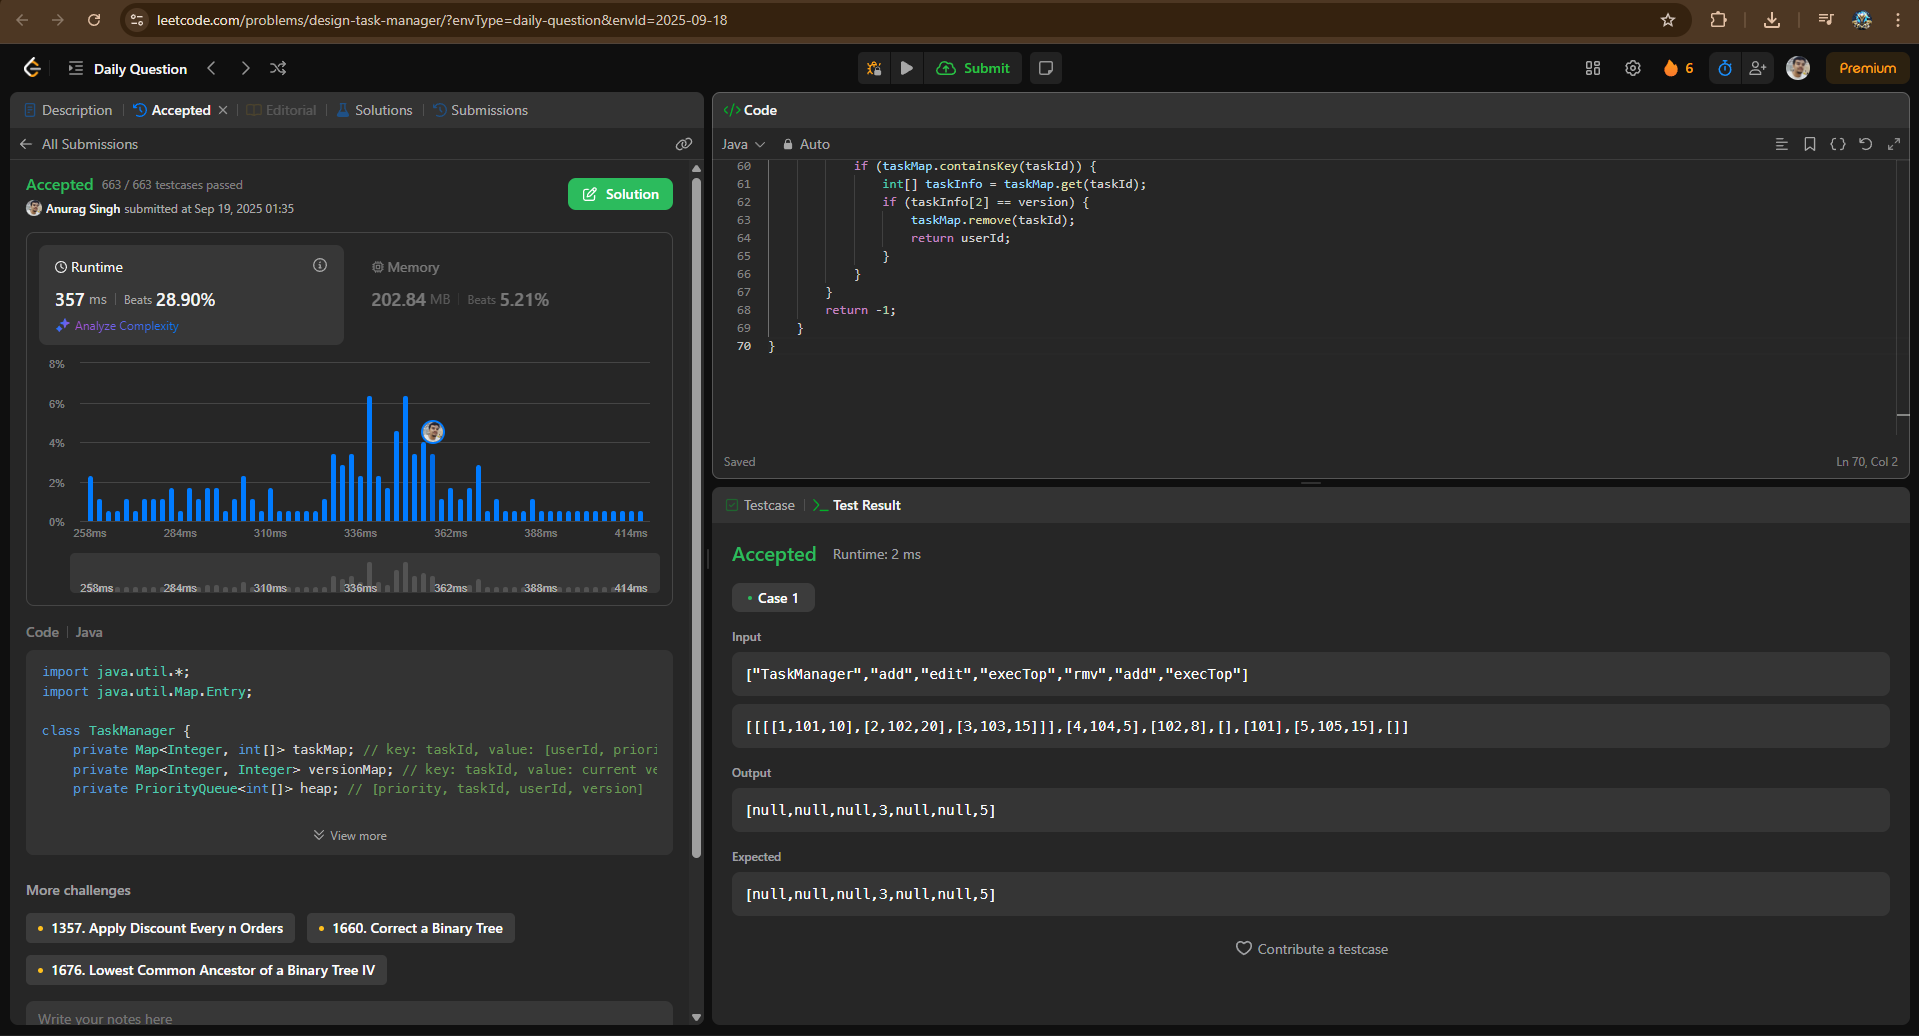 leetcode.com/problems/design-task-manager/?envType=daily-question&envId=2025-09-18
Daily Question
Submit
6
Premium
Description
Accepted
Editorial
Solutions
Submissions
All Submissions
Accepted 663 / 663 testcases passed
Anurag Singh submitted at Sep 19, 2025 01:35
Solution
Runtime
357 ms | Beats 28.90%
Analyze Complexity
Memory
202.84 MB | Beats 5.21%
8%
6%
4%
2%
0%
258ms 284ms 310ms 336ms 362ms 388ms 414ms
258ms 284ms 310ms 336ms 362ms 388ms 414ms
Code | Java
import java.util.*;
import java.util.Map.Entry;
class TaskManager {
private Map<Integer, int[]> taskMap; // key: taskId, value: [userId, priori
private Map<Integer, Integer> versionMap; // key: taskId, value: current ve
private PriorityQueue<int[]> heap; // [priority, taskId, userId, version]
View more
More challenges
1357. Apply Discount Every n Orders
1660. Correct a Binary Tree
1676. Lowest Common Ancestor of a Binary Tree IV
Write your notes here
</> Code
Java
Auto
60 if (taskMap.containsKey(taskId)) {
61 int[] taskInfo = taskMap.get(taskId);
62 if (taskInfo[2] == version) {
63 taskMap.remove(taskId);
64 return userId;
65 }
66 }
67 }
68 return -1;
69 }
70 }
Saved
Ln 70, Col 2
Testcase
Test Result
Accepted Runtime: 2 ms
Case 1
Input
["TaskManager","add","edit","execTop","rmv","add","execTop"]
[[[[1,101,10],[2,102,20],[3,103,15]]],[4,104,5],[102,8],[],[101],[5,105,15],[]]
Output
[null,null,null,3,null,null,5]
Expected
[null,null,null,3,null,null,5]
Contribute a testcase